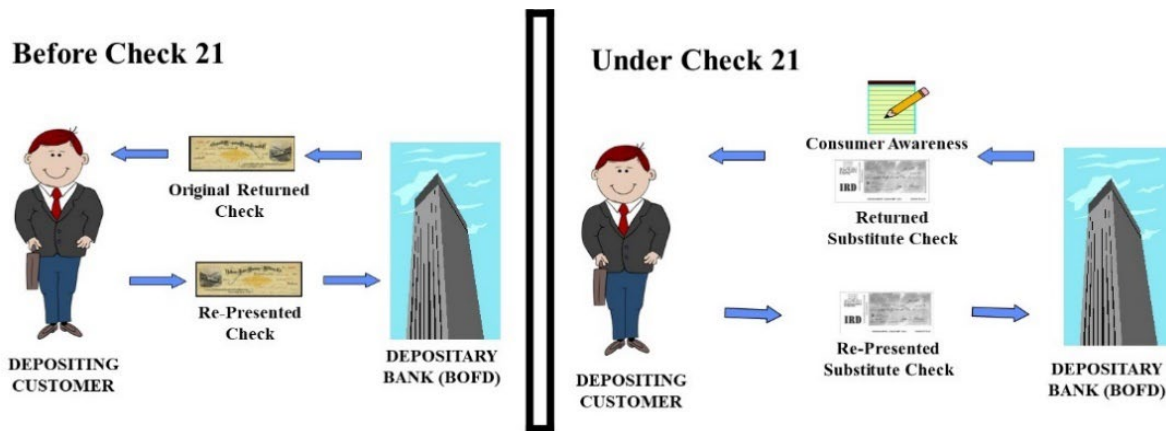 Before Check 21
Original Returned
Check
Re-Presented
Check
DEPOSITING
CUSTOMER
DEPOSITARY
BANK (BOFD)
Under Check 21
Consumer Awareness
IRD
Returned
Substitute Check
IRD
Re-Presented
Substitute Check
DEPOSITING
CUSTOMER
DEPOSITARY
BANK (BOFD)